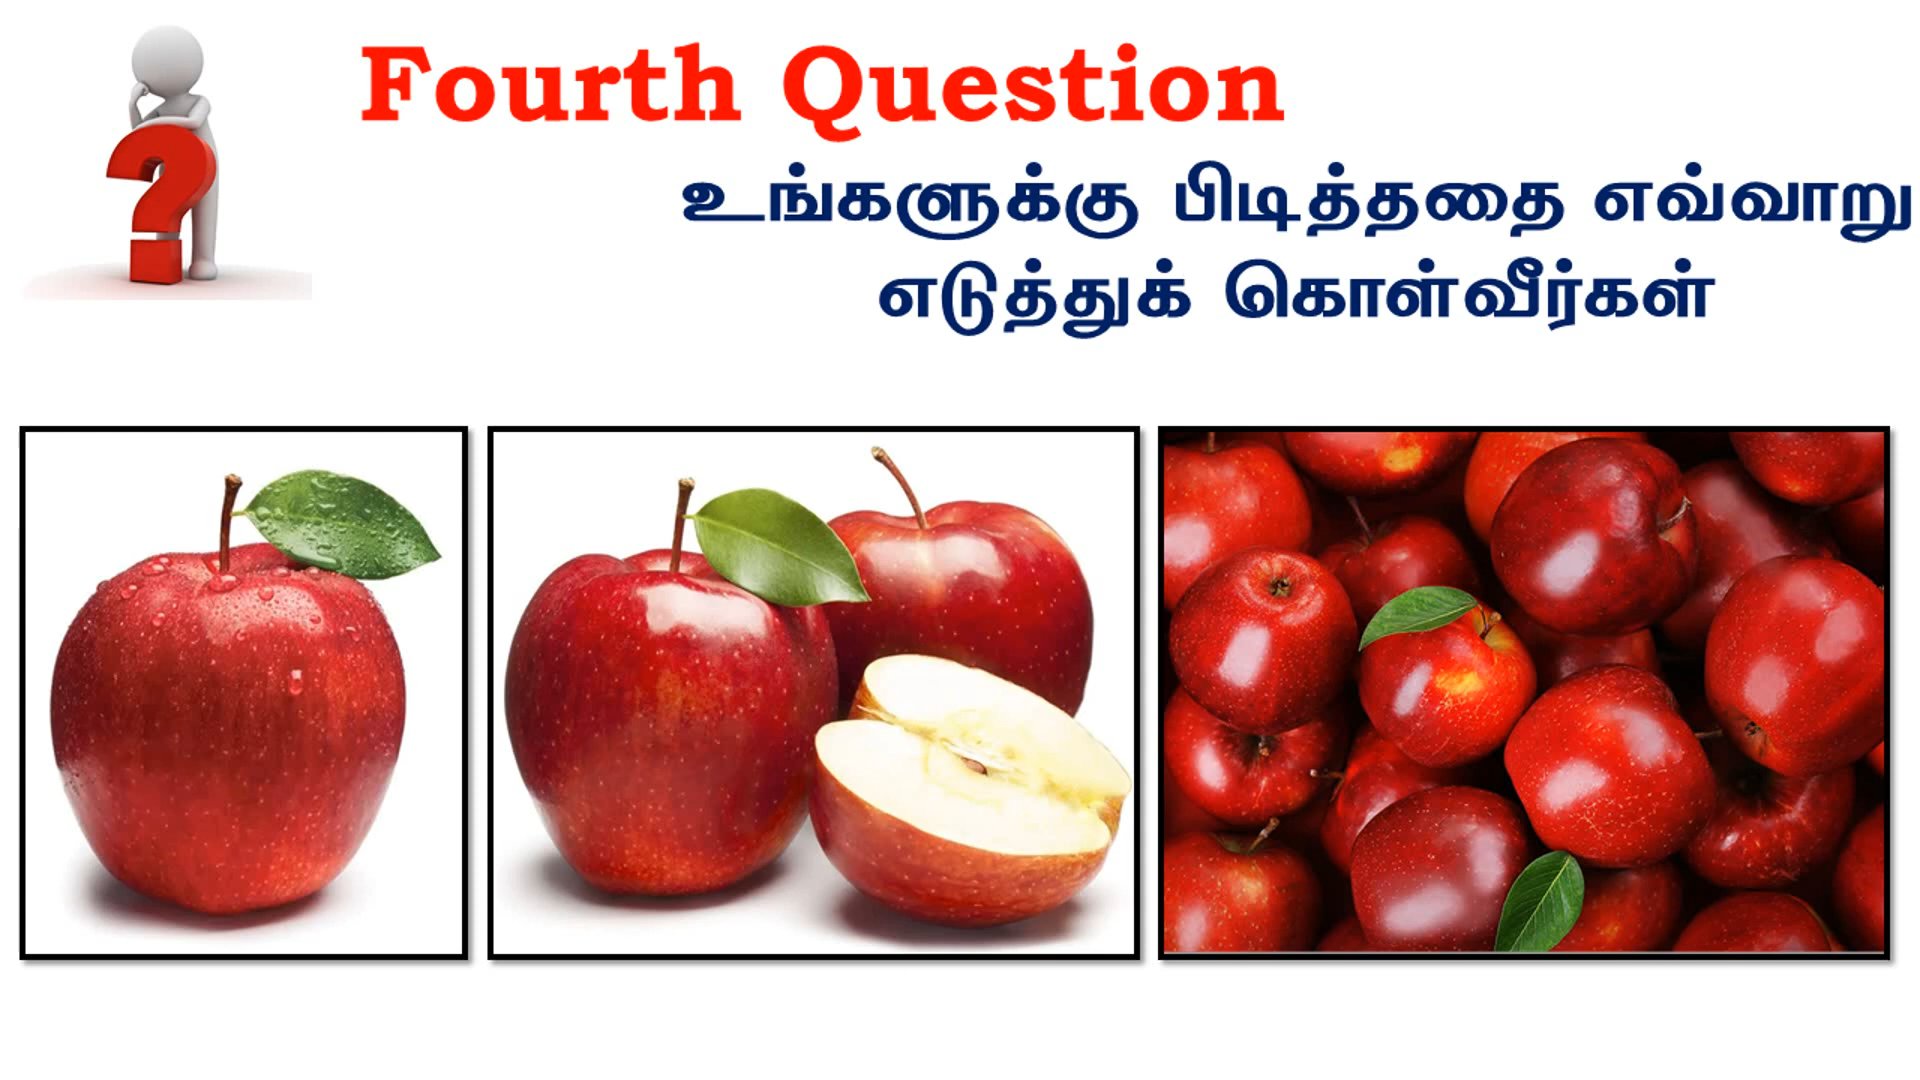 Fourth Question
உங்களுக்கு பிடித்ததை எவ்வாறு
எடுத்துக் கொள்வீர்கள்